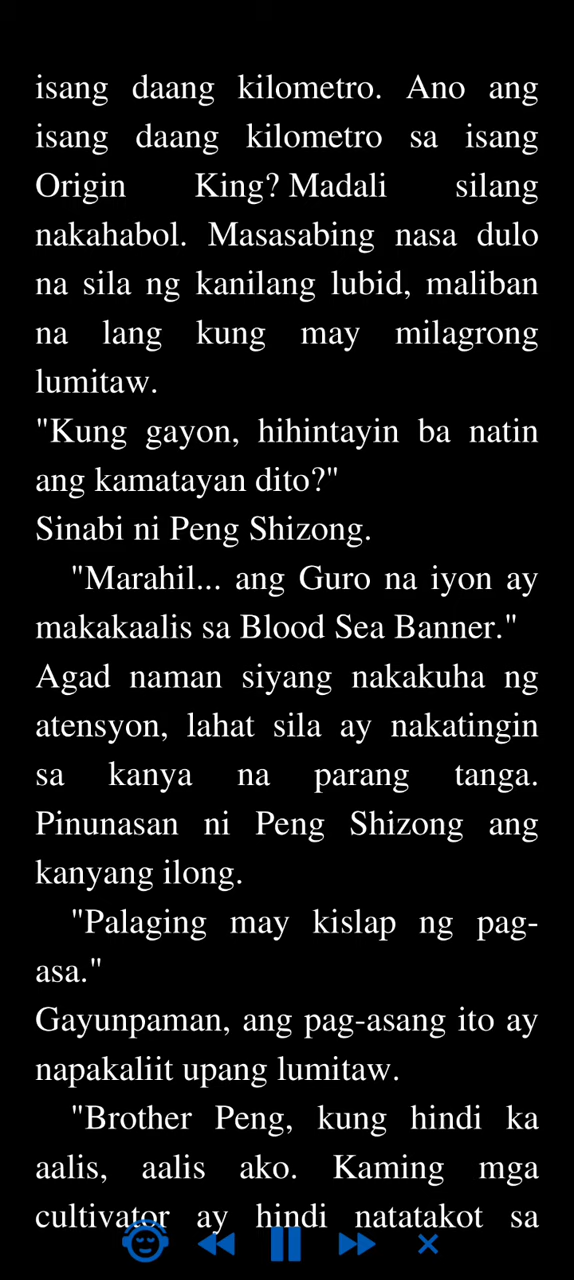 isang daang kilometro. Ano ang
isang daang kilometro sa isang
Origin King? Madali silang
nakahabol. Masasabing nasa dulo
na sila ng kanilang lubid, maliban
na lang kung may milagrong
lumitaw.
"Kung gayon, hihintayin ba natin
ang kamatayan dito?"
Sinabi ni Peng Shizong.
"Marahil... ang Guro na iyon ay
makakaalis sa Blood Sea Banner."
Agad naman siyang nakakuha ng
atensyon, lahat sila ay nakatingin
sa kanya na parang tanga.
Pinunasan ni Peng Shizong ang
kanyang ilong.
"Palaging may kislap ng pag-
asa."
Gayunpaman, ang pag-asang ito ay
napakaliit upang lumitaw.
"Brother Peng, kung hindi ka
aalis, aalis ako. Kaming mga
cultivator ay hindi natatakot sa